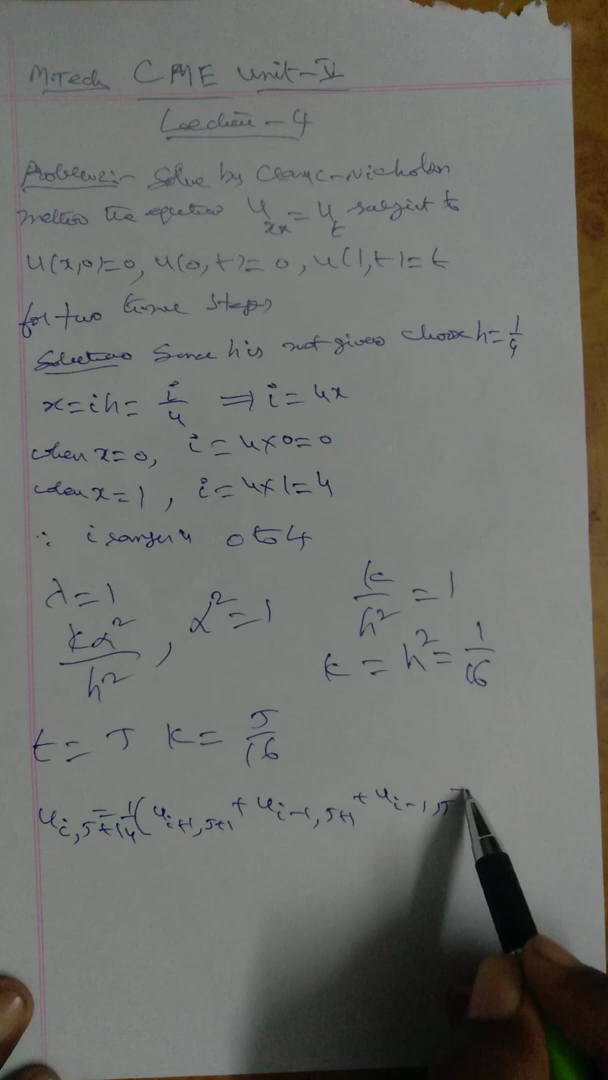 M.Tech CME Unit-V
Lecture-4
Problem:- Solve by Crank-Nicholson
method the equation u_xx = u_t subject to
u(x,0)=0, u(0,t)=0, u(1,t)=t
for two time steps
Solution Since h is not given choose h=1/4
x=ih=i/4 ⇒ i=4x
when x=0, i=4×0=0
when x=1, i=4×1=4
∴ i ranges 0 to 4
λ=1
kα²/h², α²=1
k/h²=1
k=h²=1/16
t=jk=j/16
u_i,j+1=1/4(u_i+1,j+1+u_i-1,j+1+u_i-1,j